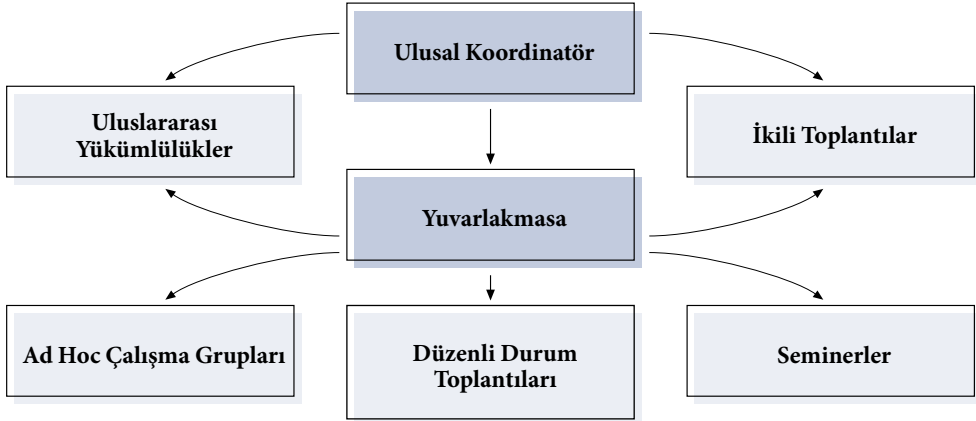 Ulusal Koordinatör
Uluslararası
Yükümlülükler
İkili Toplantılar
Yuvarlakmasa
Ad Hoc Çalışma Grupları
Düzenli Durum
Toplantıları
Seminerler